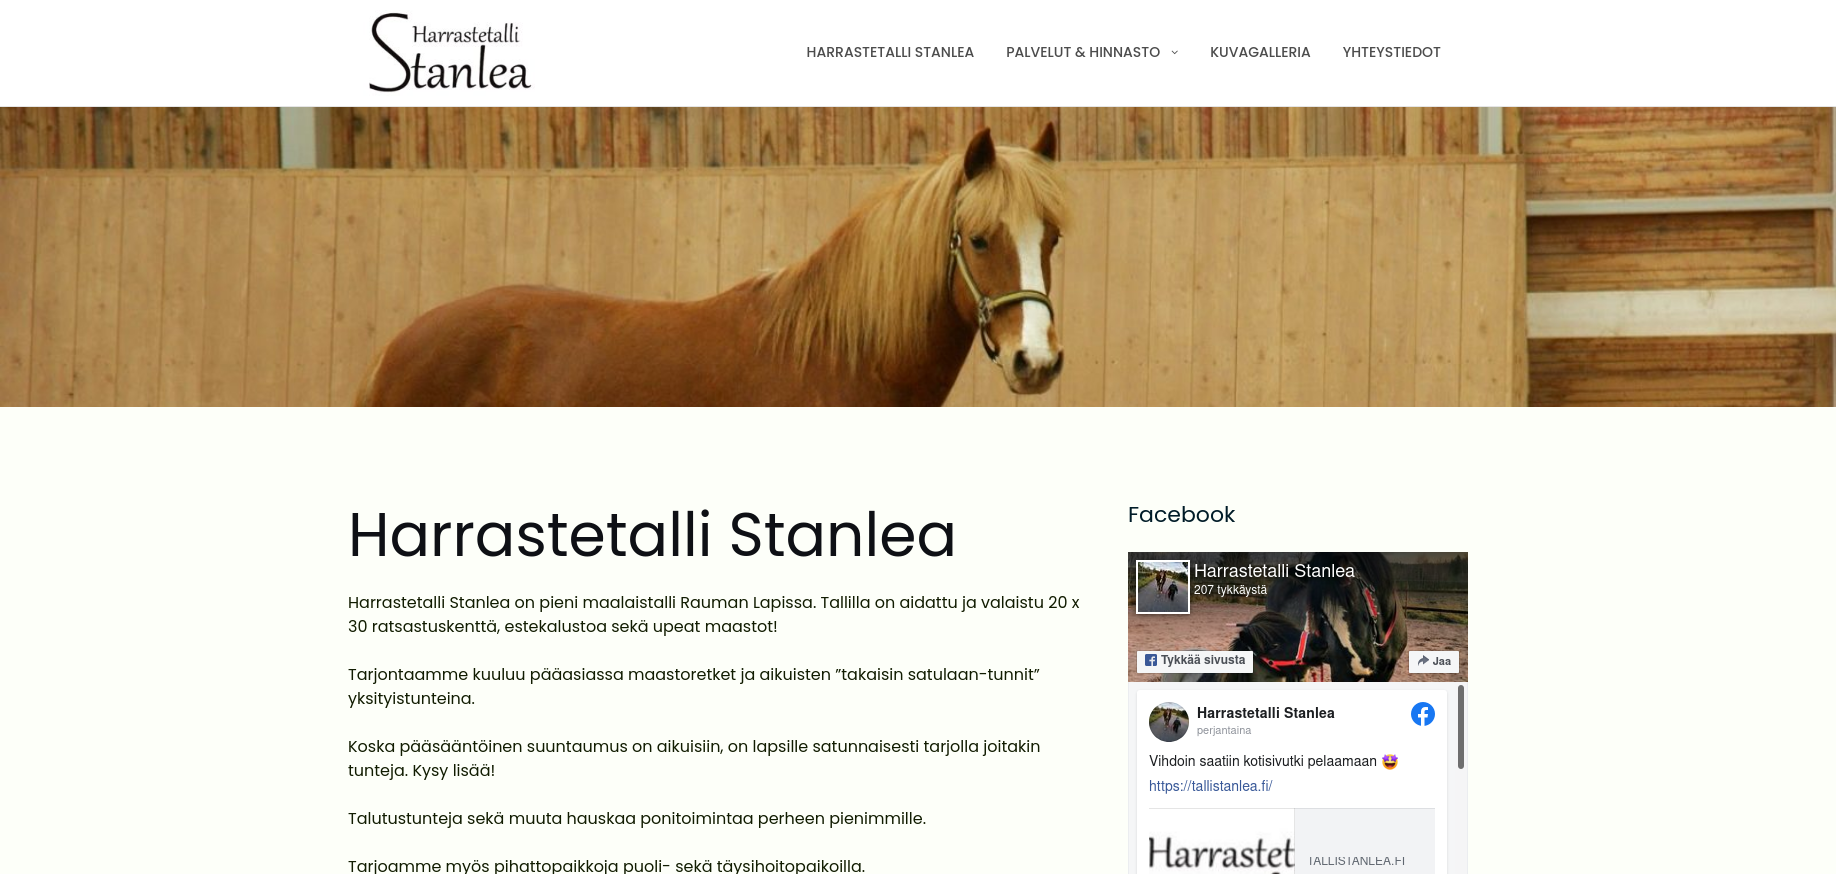 Harrastetalli
Stanlea
HARRASTETALLI STANLEA
PALVELUT & HINNASTO
KUVAGALLERIA
YHTEYSTIEDOT
Harrastetalli Stanlea
Harrastetalli Stanlea on pieni maalaistalli Rauman Lapissa. Tallilla on aidattu ja valaistu 20 x
30 ratsastuskenttä, estekalustoa sekä upeat maastot!
Tarjontaamme kuuluu pääasiassa maastoretket ja aikuisten ”takaisin satulaan-tunnit”
yksityistunteina.
Koska pääsääntöinen suuntaumus on aikuisiin, on lapsille satunnaisesti tarjolla joitakin
tunteja. Kysy lisää!
Talutustunteja sekä muuta hauskaa ponitoimintaa perheen pienimmille.
Tarjoamme myös pihattopaikkoja puoli- sekä täysihoitopaikoilla.
Facebook
Harrastetalli Stanlea
207 tykkäystä
Tykkää sivusta
Jaa
Harrastetalli Stanlea
perjantaina
Vihdoin saatiin kotisivutki pelaamaan 🤩
https://tallistanlea.fi/
Harrastet
TALLISTANLEA.FI